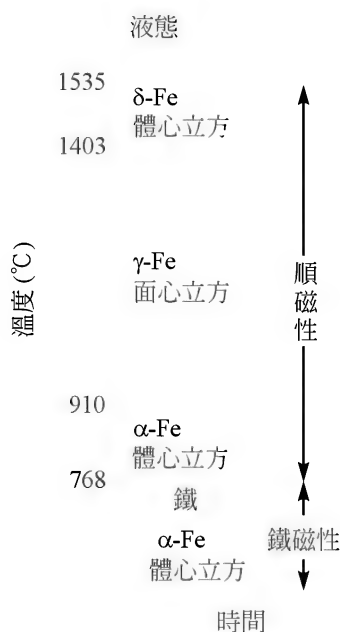 液態
1535
δ-Fe
體心立方
1403
溫度(°C)
γ-Fe
面心立方
順磁性
910
α-Fe
體心立方
768
鐵
α-Fe
體心立方
鐵磁性
時間